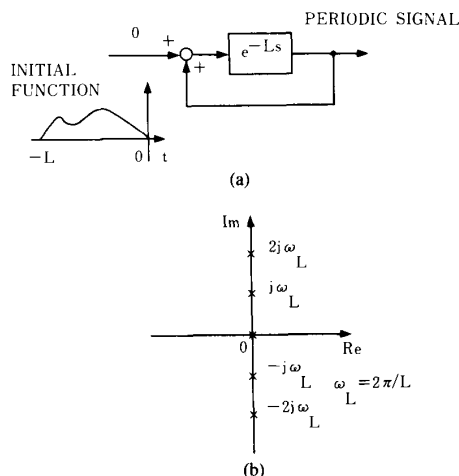 PERIODIC SIGNAL
0
+
+
e^{-Ls}
INITIAL
FUNCTION
-L
0
t
(a)
Im
2jω_L
jω_L
0
Re
-jω_L
ω_L = 2π/L
-2jω_L
(b)